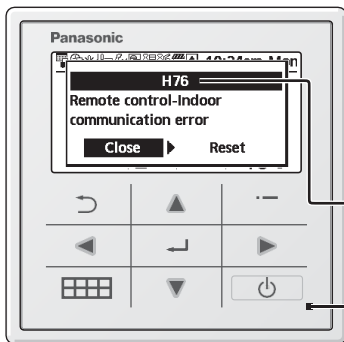 Panasonic
10:34am Mon
H76
Remote control-Indoor
communication error
Close Reset